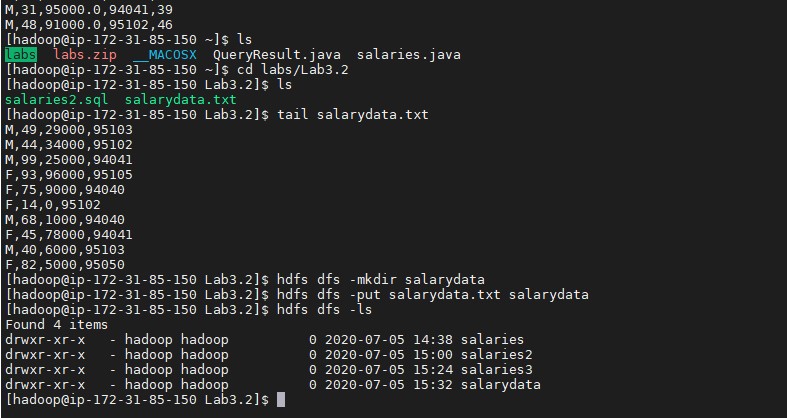 M,31,95000.0,94041,39
M,48,91000.0,95102,46
[hadoop@ip-172-31-85-150 ~]$ ls
labs  labs.zip  __MACOSX  QueryResult.java  salaries.java
[hadoop@ip-172-31-85-150 ~]$ cd labs/Lab3.2
[hadoop@ip-172-31-85-150 Lab3.2]$ ls
salaries2.sql  salarydata.txt
[hadoop@ip-172-31-85-150 Lab3.2]$ tail salarydata.txt
M,49,29000,95103
M,44,34000,95102
M,99,25000,94041
F,93,96000,95105
F,75,9000,94040
F,14,0,95102
M,68,1000,94040
F,45,78000,94041
M,40,6000,95103
F,82,5000,95050
[hadoop@ip-172-31-85-150 Lab3.2]$ hdfs dfs -mkdir salarydata
[hadoop@ip-172-31-85-150 Lab3.2]$ hdfs dfs -put salarydata.txt salarydata
[hadoop@ip-172-31-85-150 Lab3.2]$ hdfs dfs -ls
Found 4 items
drwxr-xr-x   - hadoop hadoop          0 2020-07-05 14:38 salaries
drwxr-xr-x   - hadoop hadoop          0 2020-07-05 15:00 salaries2
drwxr-xr-x   - hadoop hadoop          0 2020-07-05 15:24 salaries3
drwxr-xr-x   - hadoop hadoop          0 2020-07-05 15:32 salarydata
[hadoop@ip-172-31-85-150 Lab3.2]$